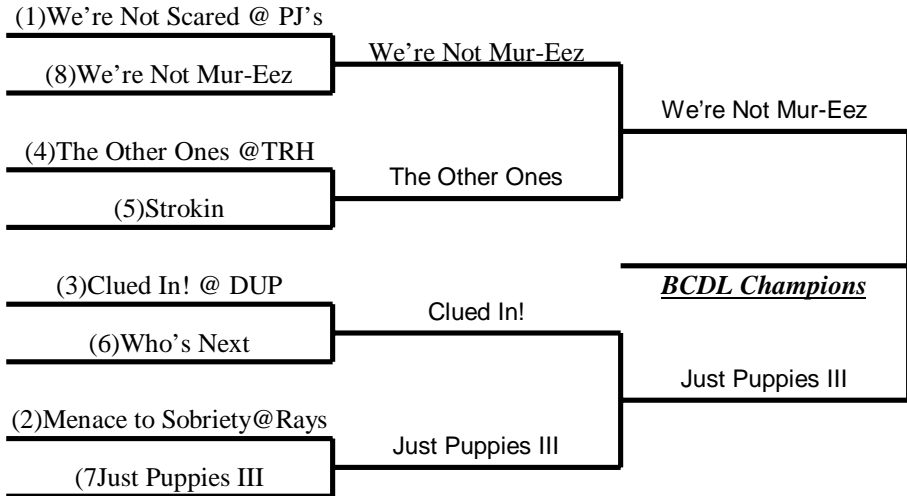 (1)We’re Not Scared @ PJ’s
We’re Not Mur-Eez
(8)We’re Not Mur-Eez
We’re Not Mur-Eez
(4)The Other Ones @TRH
The Other Ones
(5)Strokin
(3)Clued In! @ DUP
BCDL Champions
Clued In!
(6)Who’s Next
Just Puppies III
(2)Menace to Sobriety@Rays
Just Puppies III
(7Just Puppies III